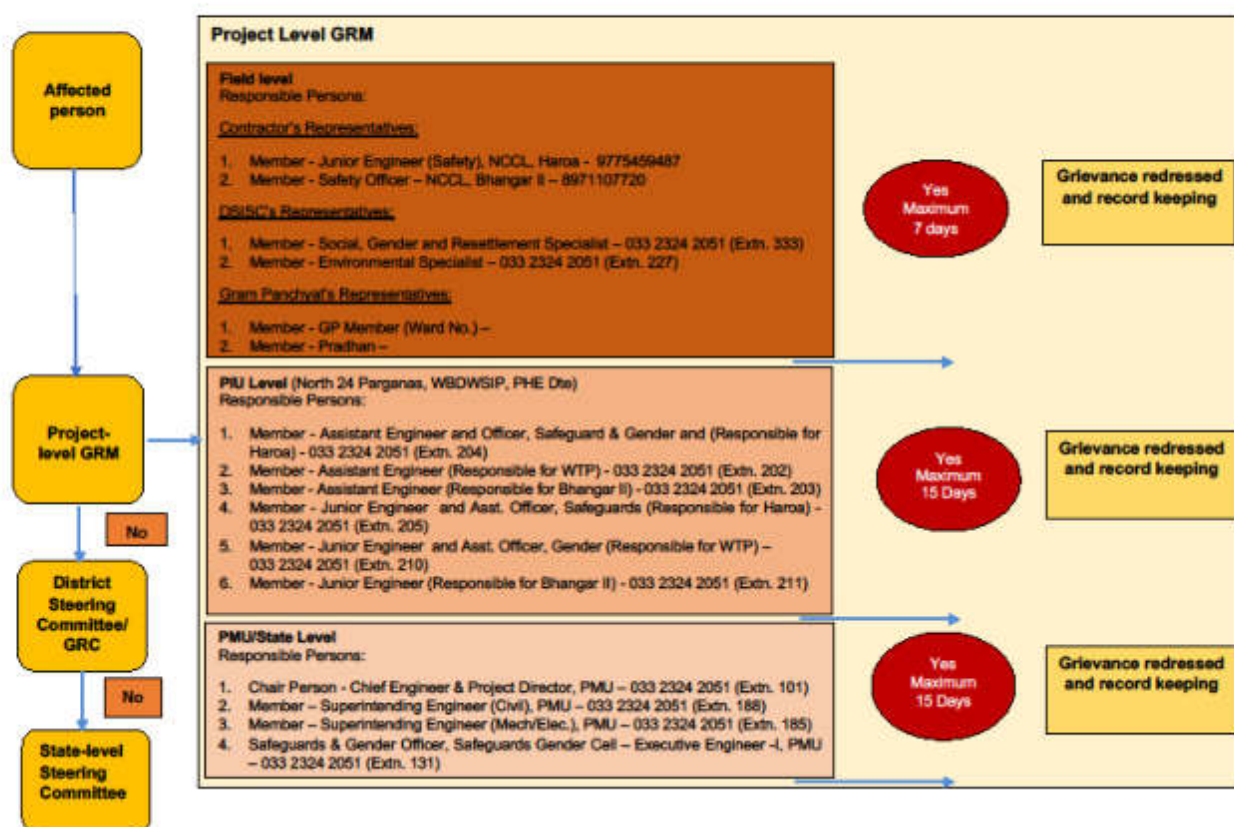 Affected
person
Project-
level GRM
No
District
Steering
Committee/
GRC
No
State-level
Steering
Committee
Project Level GRM
Field level
Responsible Persons:
Contractor's Representatives:
1. Member - Junior Engineer (Safety), NCCL, Haroa - 9775459487
2. Member - Safety Officer – NCCL, Bhangar II – 8971107720
DSISC's Representatives:
1. Member - Social, Gender and Resettlement Specialist – 033 2324 2051 (Extn. 333)
2. Member - Environmental Specialist – 033 2324 2051 (Extn. 227)
Gram Panchyat's Representatives:
1. Member - GP Member (Ward No.) –
2. Member - Pradhan –
Yes
Maximum
7 days
Grievance redressed
and record keeping
PIU Level (North 24 Parganas, WBDWSIP, PHE Dte)
Responsible Persons:
1. Member - Assistant Engineer and Officer, Safeguard & Gender and (Responsible for
Haroa) - 033 2324 2051 (Extn. 204)
2. Member - Assistant Engineer (Responsible for WTP) - 033 2324 2051 (Extn. 202)
3. Member - Assistant Engineer (Responsible for Bhangar II) - 033 2324 2051 (Extn. 203)
4. Member - Junior Engineer and Asst. Officer, Safeguards (Responsible for Haroa) -
033 2324 2051 (Extn. 205)
5. Member - Junior Engineer and Asst. Officer, Gender (Responsible for WTP) –
033 2324 2051 (Extn. 210)
6. Member - Junior Engineer (Responsible for Bhangar II) - 033 2324 2051 (Extn. 211)
Yes
Maximum
15 Days
Grievance redressed
and record keeping
PMU/State Level
Responsible Persons:
1. Chair Person - Chief Engineer & Project Director, PMU – 033 2324 2051 (Extn. 101)
2. Member – Superintending Engineer (Civil), PMU – 033 2324 2051 (Extn. 188)
3. Member – Superintending Engineer (Mech/Elec.), PMU – 033 2324 2051 (Extn. 185)
4. Safeguards & Gender Officer, Safeguards Gender Cell – Executive Engineer -I, PMU
– 033 2324 2051 (Extn. 131)
Yes
Maximum
15 Days
Grievance redressed
and record keeping